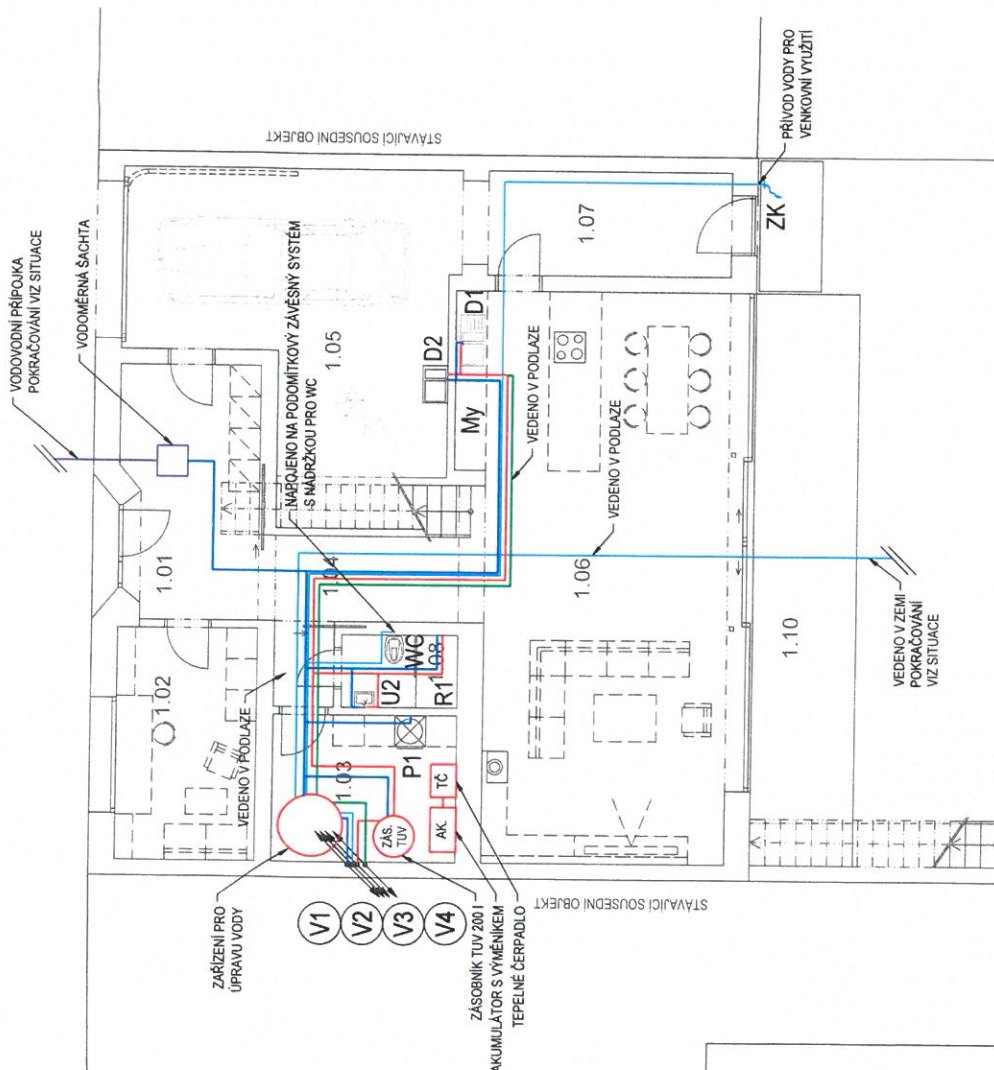 VODOVODNÍ PŘÍPOJKA
POKRAČOVÁNÍ VIZ SITUACE
VODOMĚRNÁ ŠACHTA
STÁVAJÍCÍ SOUSEDNÍ OBJEKT
PŘÍVOD VODY PRO
VENKOVNÍ VYUŽITÍ
NAPOJENO NA PODOMÍTKOVÝ ZÁVĚSNÝ SYSTÉM
S NÁDRŽKOU PRO WC
1.01
1.02
1.03
1.04
1.05
1.06
1.07
1.08
1.10
ZK
D1
D2
My
WC
U2
R1
P1
TČ
AK.
ZÁS.
TUV
VEDENO V PODLAZE
VEDENO V PODLAZE
VEDENO V PODLAZE
VEDENO V ZEMI
POKRAČOVÁNÍ
VIZ SITUACE
ZAŘÍZENÍ PRO
ÚPRAVU VODY
V1
V2
V3
V4
ZÁSOBNÍK TUV 200 l
AKUMULÁTOR S VÝMĚNÍKEM
TEPELNÉ ČERPADLO
STÁVAJÍCÍ SOUSEDNÍ OBJEKT